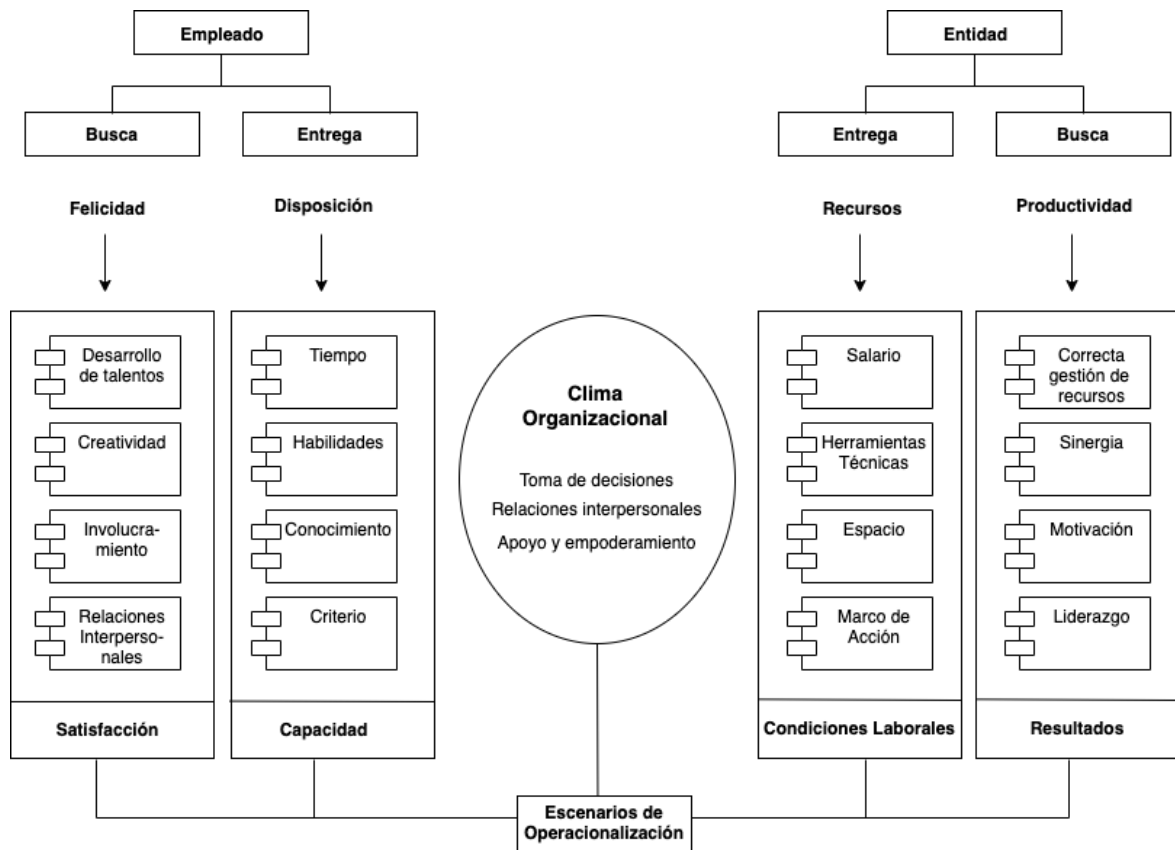 Empleado
Entidad
Busca
Entrega
Entrega
Busca
Felicidad
Disposición
Recursos
Productividad
Desarrollo
de talentos
Creatividad
Involucra-
miento
Relaciones
Interperso-
nales
Satisfacción
Tiempo
Habilidades
Conocimiento
Criterio
Capacidad
Clima
Organizacional
Toma de decisiones
Relaciones interpersonales
Apoyo y empoderamiento
Salario
Herramientas
Técnicas
Espacio
Marco de
Acción
Condiciones Laborales
Correcta
gestión de
recursos
Sinergia
Motivación
Liderazgo
Resultados
Escenarios de
Operacionalización